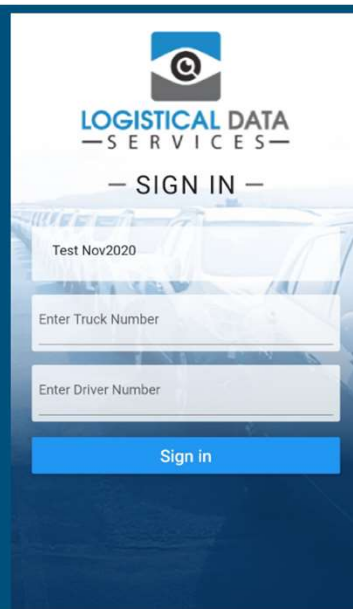 LOGISTICAL DATA
—SERVICES—
— SIGN IN —
Test Nov2020
Enter Truck Number
Enter Driver Number
Sign in